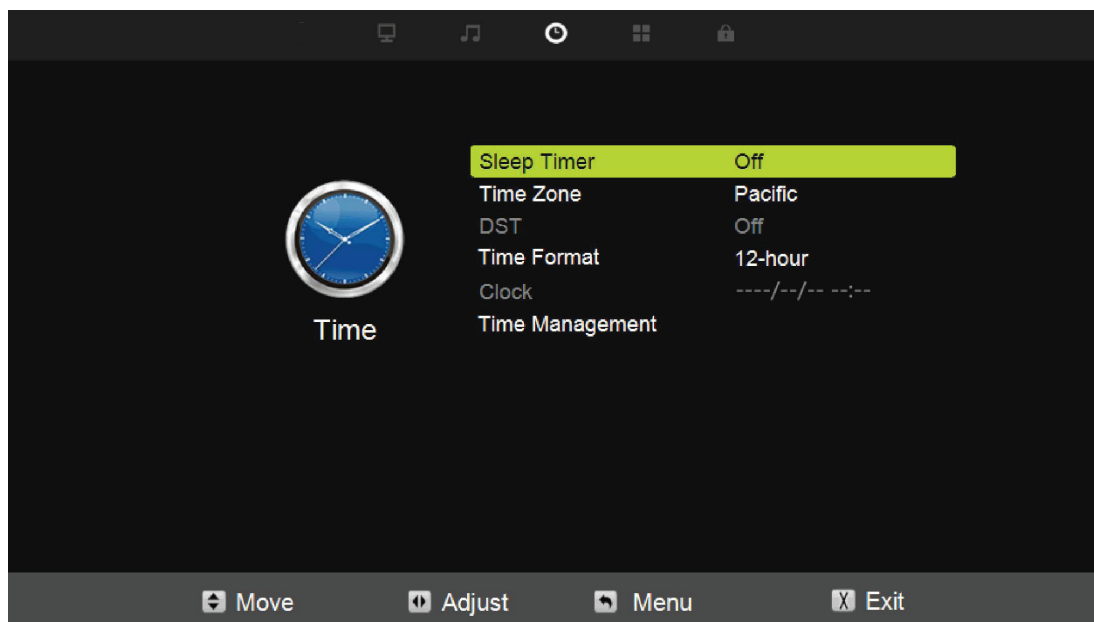 Sleep Timer Off
Time Zone Pacific
DST Off
Time Format 12-hour
Clock ----/--/-- --:--
Time Management
Time
Move Adjust Menu X Exit